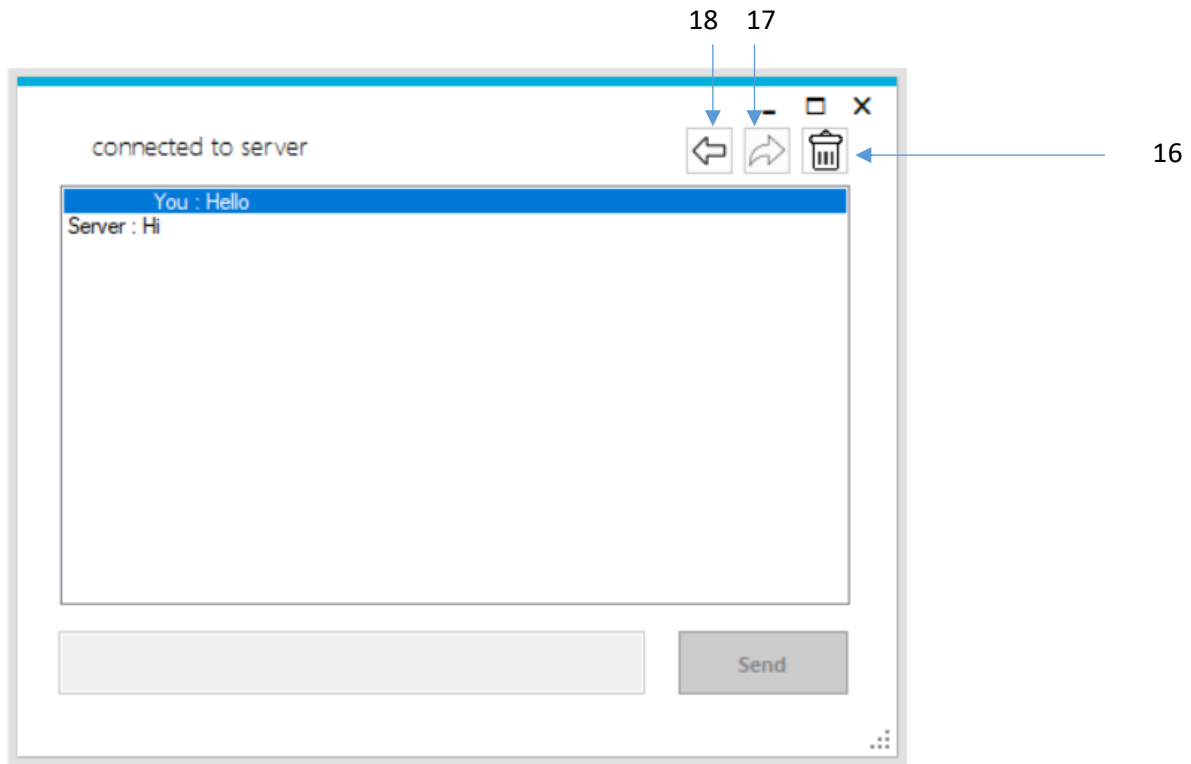 18 17
connected to server
16
You : Hello
Server : Hi
Send